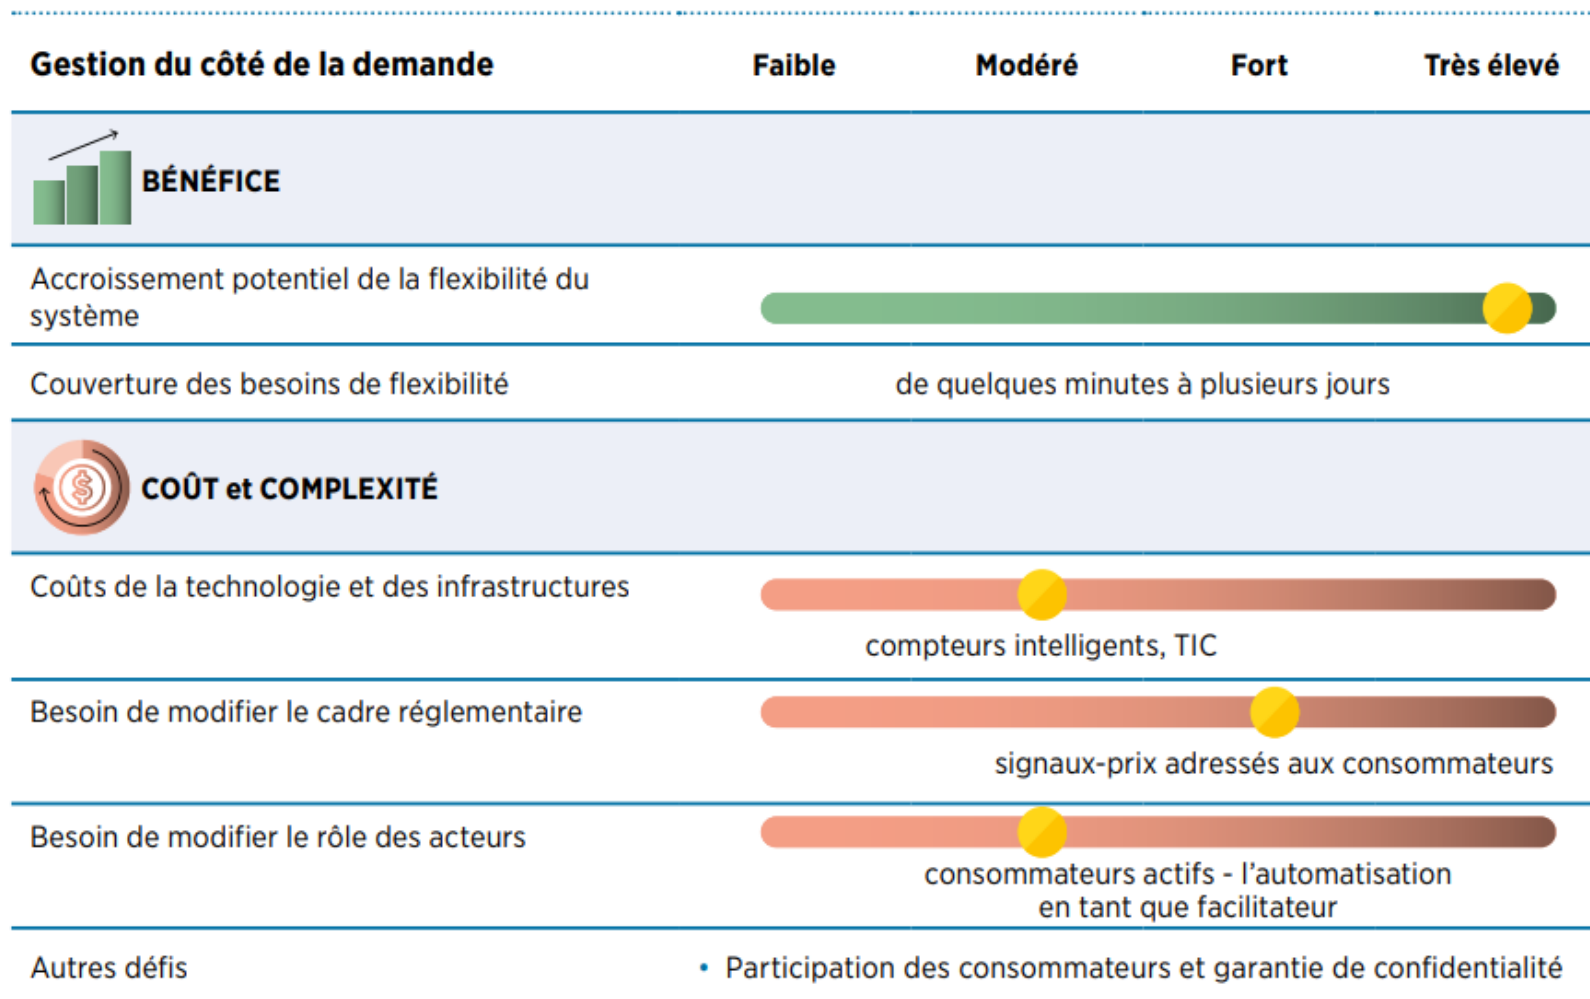 Gestion du côté de la demande Faible Modéré Fort Très élevé
BÉNÉFICE
Accroissement potentiel de la flexibilité du
système
Couverture des besoins de flexibilité de quelques minutes à plusieurs jours
$
COÛT et COMPLEXITÉ
Coûts de la technologie et des infrastructures
compteurs intelligents, TIC
Besoin de modifier le cadre réglementaire
signaux-prix adressés aux consommateurs
Besoin de modifier le rôle des acteurs
consommateurs actifs - l'automatisation
en tant que facilitateur
Autres défis • Participation des consommateurs et garantie de confidentialité